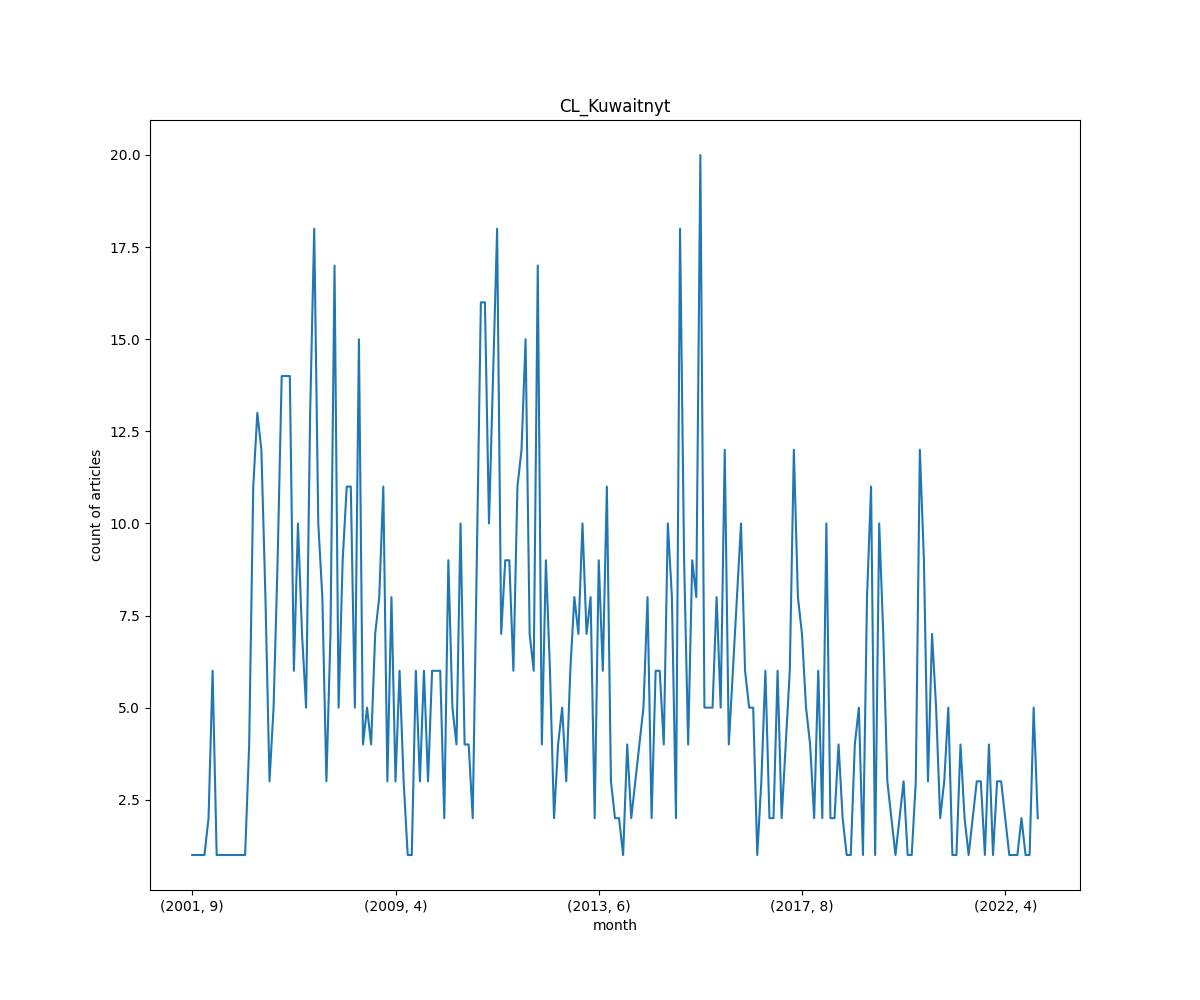 CL_Kuwaitnyt
20.0
17.5
15.0
12.5
10.0
7.5
5.0
2.5
count of articles
(2001, 9) (2009, 4) (2013, 6) (2017, 8) (2022, 4)
month